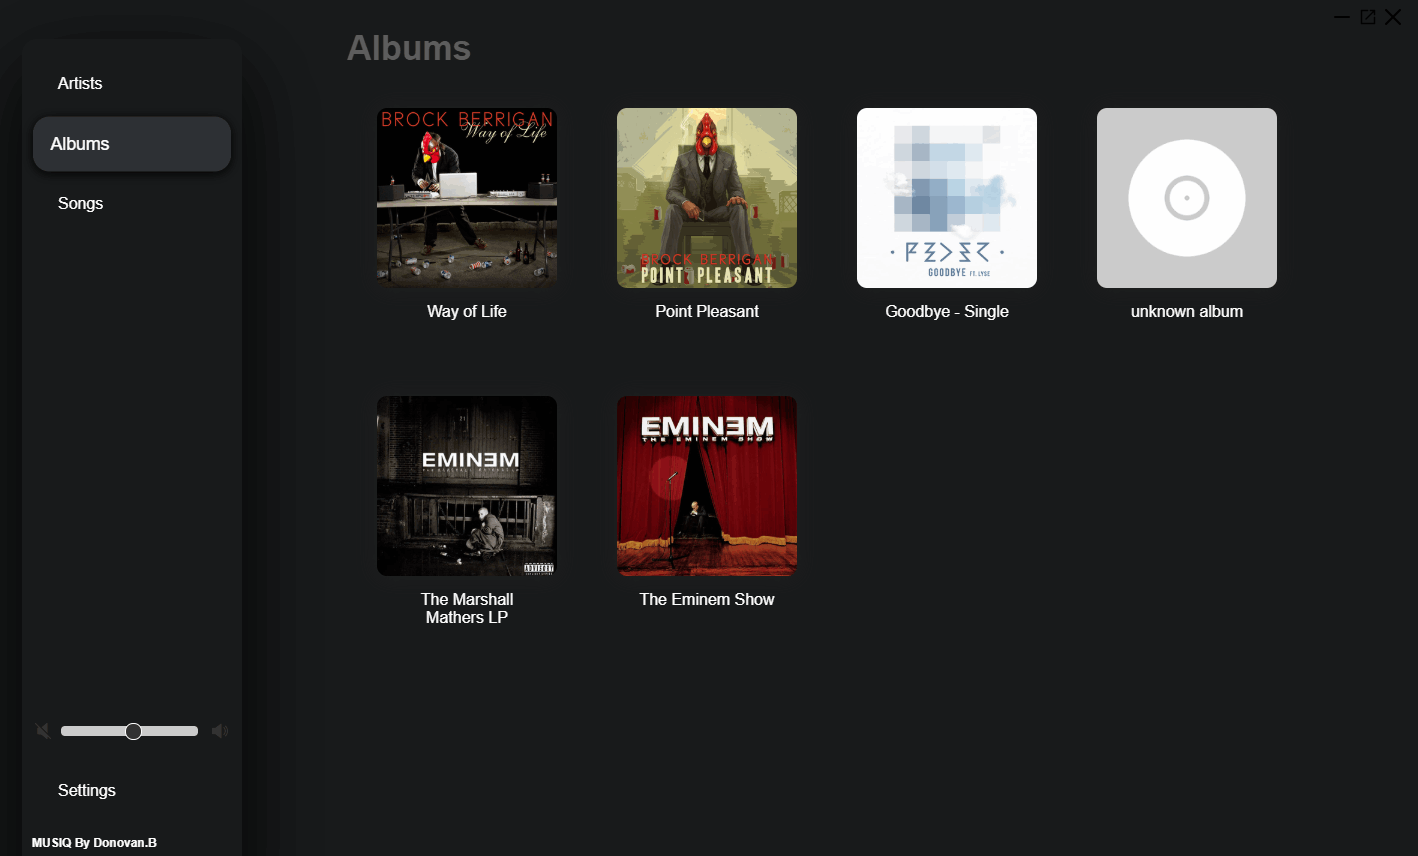 Albums
Artists
Albums
Songs
BROCK BERRIGAN
Way of Life
Way of Life
BROCK BERRIGAN
POINT PLEASANT
Point Pleasant
FEDER
GOODBYE FT. LYSE
Goodbye - Single
unknown album
EMINEM
THE MARSHALL MATHERS LP
ADVISORY
The Marshall
Mathers LP
EMINEM
THE EMINEM SHOW
The Eminem Show
Settings
MUSIQ By Donovan.B